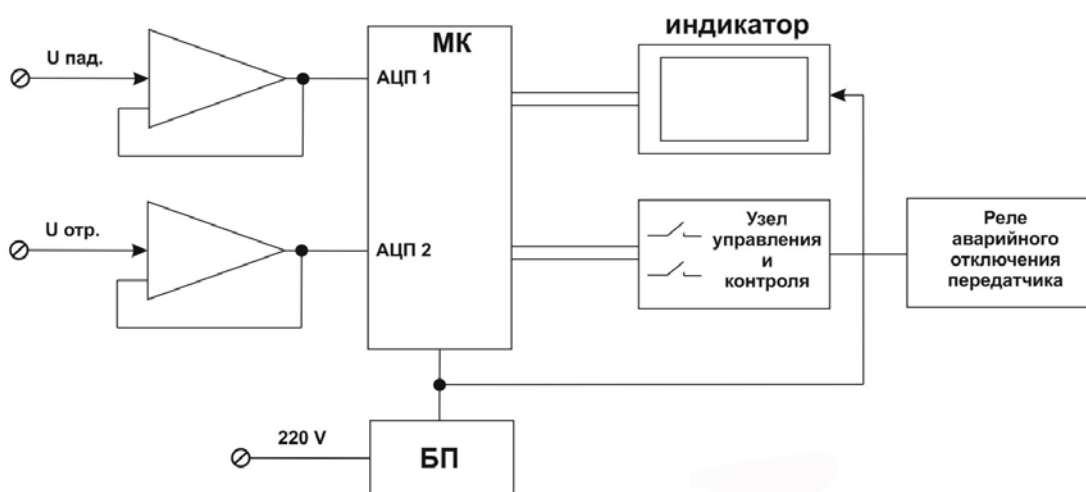 U пад.
АЦП 1
МК
индикатор
U отр.
АЦП 2
Узел
управления
и
контроля
Реле
аварийного
отключения
передатчика
220 V
БП